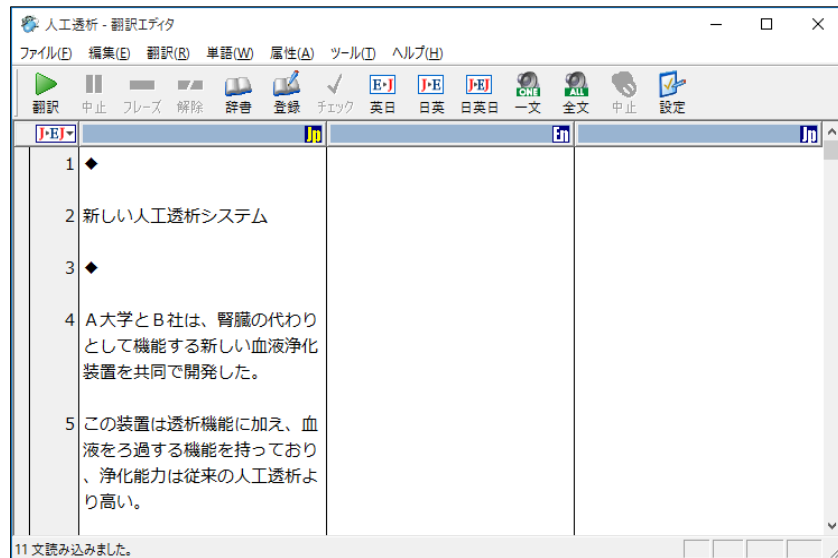 人工透析 - 翻訳エディタ
ファイル(F) 編集(E) 翻訳(R) 単語(W) 属性(A) ツール(T) ヘルプ(H)
ONE ALL
E▸J J▸E J▸EJ
翻訳 中止 フレーズ 解除 辞書 登録 チェック 英日 日英 日英日 一文 全文 中止 設定
J▸EJ▾ Jp En Jp
1 ◆
2 新しい人工透析システム
3 ◆
4 Ａ大学とＢ社は、腎臓の代わり
として機能する新しい血液浄化
装置を共同で開発した。
5 この装置は透析機能に加え、血
液をろ過する機能を持っており
、浄化能力は従来の人工透析よ
り高い。
11 文読み込みました。